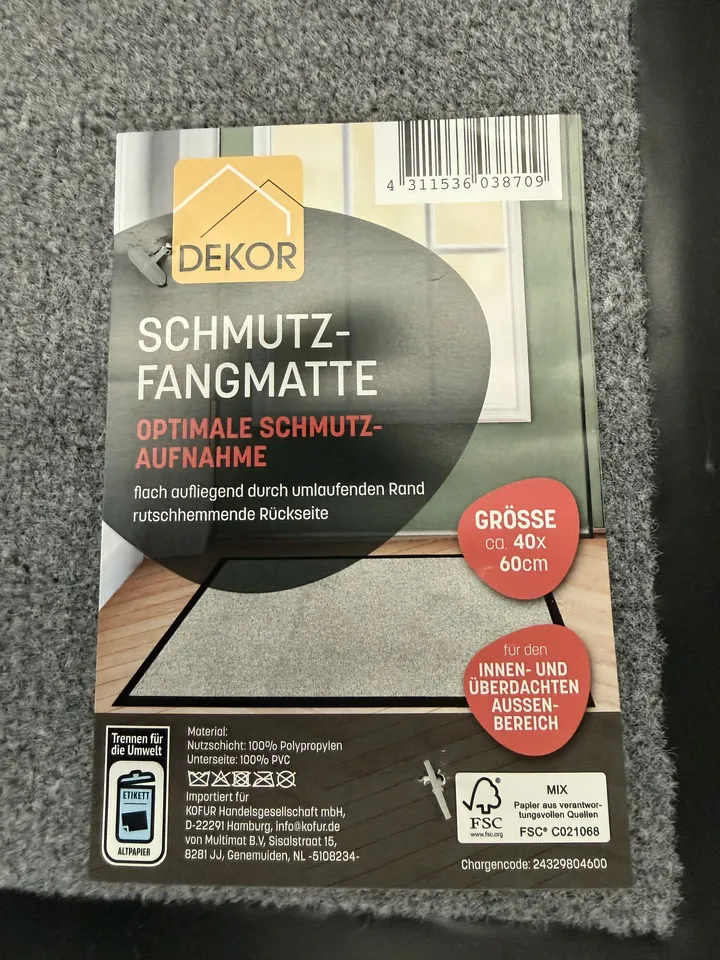 4 311536 038709
DEKOR
SCHMUTZ-
FANGMATTE
OPTIMALE SCHMUTZ-
AUFNAHME
flach aufliegend durch umlaufenden Rand
rutschhemmende Rückseite
GRÖSSE
ca. 40x
60cm
für den
INNEN- UND
ÜBERDACHTEN
AUSSEN-
BEREICH
Trennen für
die Umwelt
ETIKETT
ALTPAPIER
Material:
Nutzschicht: 100% Polypropylen
Unterseite: 100% PVC
Importiert für
KOFUR Handelsgesellschaft mbH,
D-22291 Hamburg, info@kofur.de
von Multimat B.V, Sisalstraat 15,
8281 JJ, Genemuiden, NL -5108234-
FSC
www.fsc.org
MIX
Papier aus verantwor-
tungsvollen Quellen
FSC® C021068
Chargencode: 24329804600